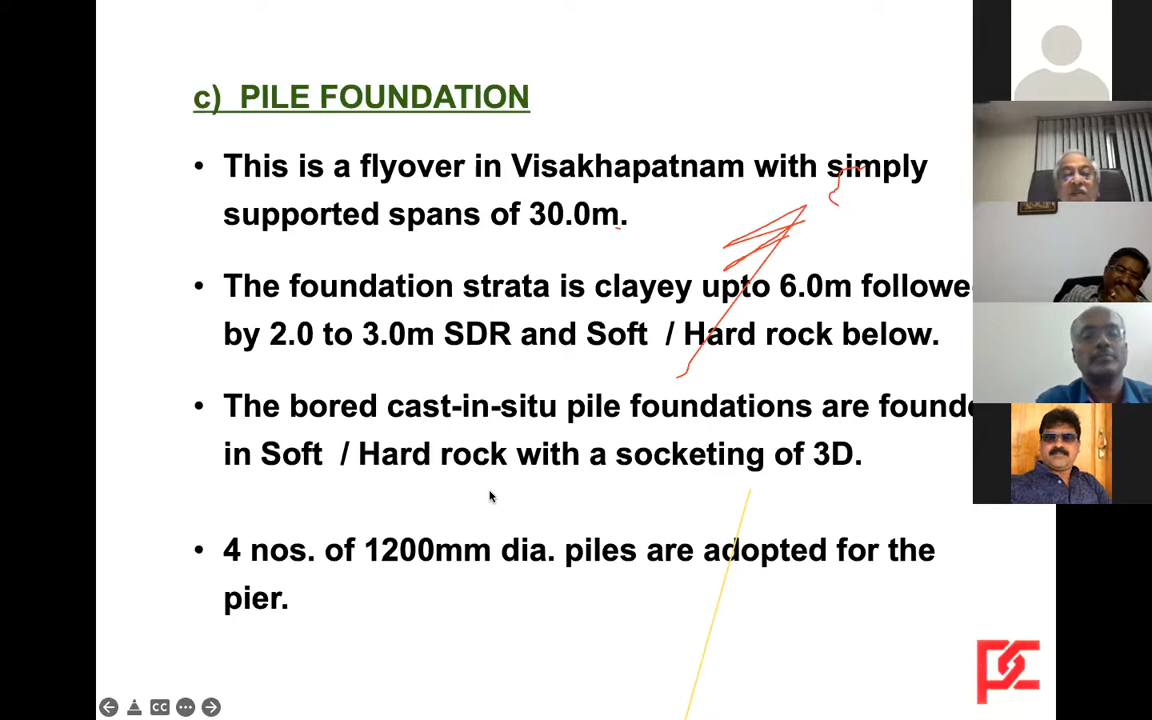 c) PILE FOUNDATION
• This is a flyover in Visakhapatnam with simply
supported spans of 30.0m.
• The foundation strata is clayey upto 6.0m followe
by 2.0 to 3.0m SDR and Soft / Hard rock below.
• The bored cast-in-situ pile foundations are founde
in Soft / Hard rock with a socketing of 3D.
• 4 nos. of 1200mm dia. piles are adopted for the
pier.
CC